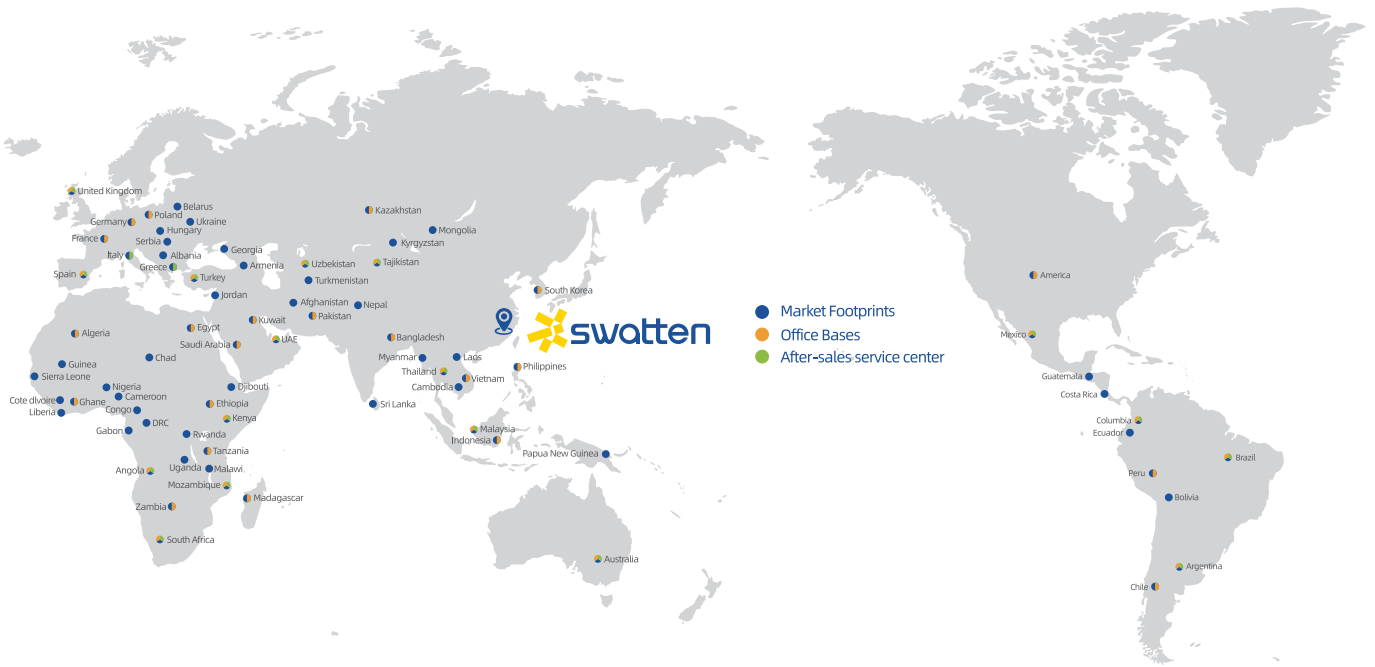 United Kingdom
Belarus
Poland
Germany
Ukraine
Hungary
France
Serbia
Italy
Albania
Greece
Spain
Turkey
Georgia
Armenia
Jordan
Kazakhstan
Mongolia
Kyrgyzstan
Uzbekistan
Tajikistan
Turkmenistan
Afghanistan
Nepal
Pakistan
South Korea
Kuwait
Algeria
Egypt
Saudi Arabia
UAE
Bangladesh
Myanmar
Laos
Thailand
Vietnam
Cambodia
Philippines
Sri Lanka
Chad
Guinea
Sierra Leone
Nigeria
Djibouti
Cameroon
Cote dIvoire
Ghane
Congo
Ethiopia
Liberia
Kenya
DRC
Gabon
Rwanda
Tanzania
Uganda
Malawi
Angola
Mozambique
Madagascar
Zambia
South Africa
Malaysia
Indonesia
Papua New Guinea
Australia
swatten
Market Footprints
Office Bases
After-sales service center
America
Mexico
Guatemala
Costa Rica
Columbia
Ecuador
Brazil
Peru
Bolivia
Argentina
Chile